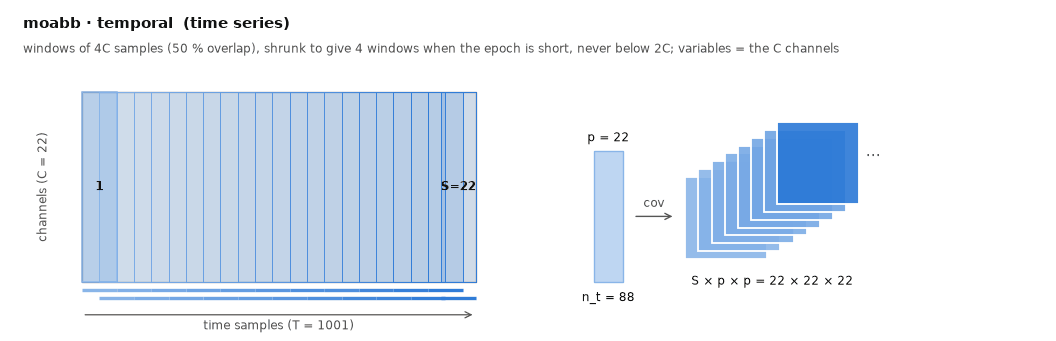 moabb · temporal (time series)
windows of 4C samples (50 % overlap), shrunk to give 4 windows when the epoch is short, never below 2C; variables = the C channels
channels (C = 22)
1
S=22
time samples (T = 1001)
p = 22
n_t = 88
cov
...
S × p × p = 22 × 22 × 22